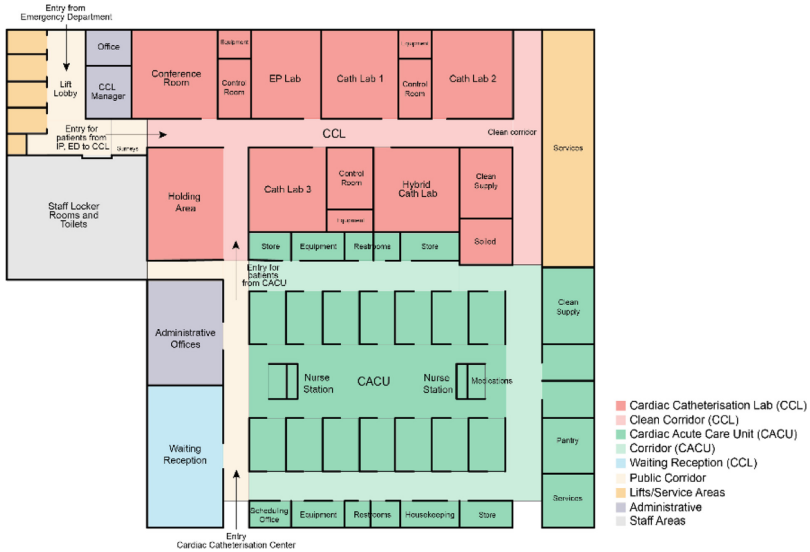 Entry from
Emergency Department
Office
Equipment
Equipment
Conference
Room
EP Lab
Cath Lab 1
Cath Lab 2
Lift
Lobby
CCL
Manager
Control
Room
Control
Room
Entry for
patients from
IP, ED to CCL
CCL
Clean corridor
Services
Staff Locker
Rooms and
Toilets
Holding
Area
Cath Lab 3
Control
Room
Equipment
Hybrid
Cath Lab
Clean
Supply
Soiled
Store
Equipment
Restrooms
Store
Entry for
patients
from CACU
Clean
Supply
Administrative
Offices
Nurse
Station
CACU
Nurse
Station
Medications
Waiting
Reception
Pantry
Scheduling
Office
Equipment
Restrooms
Housekeeping
Store
Services
Entry
Cardiac Catheterisation Center
Cardiac Catheterisation Lab (CCL)
Clean Corridor (CCL)
Cardiac Acute Care Unit (CACU)
Corridor (CACU)
Waiting Reception (CCL)
Public Corridor
Lifts/Service Areas
Administrative
Staff Areas